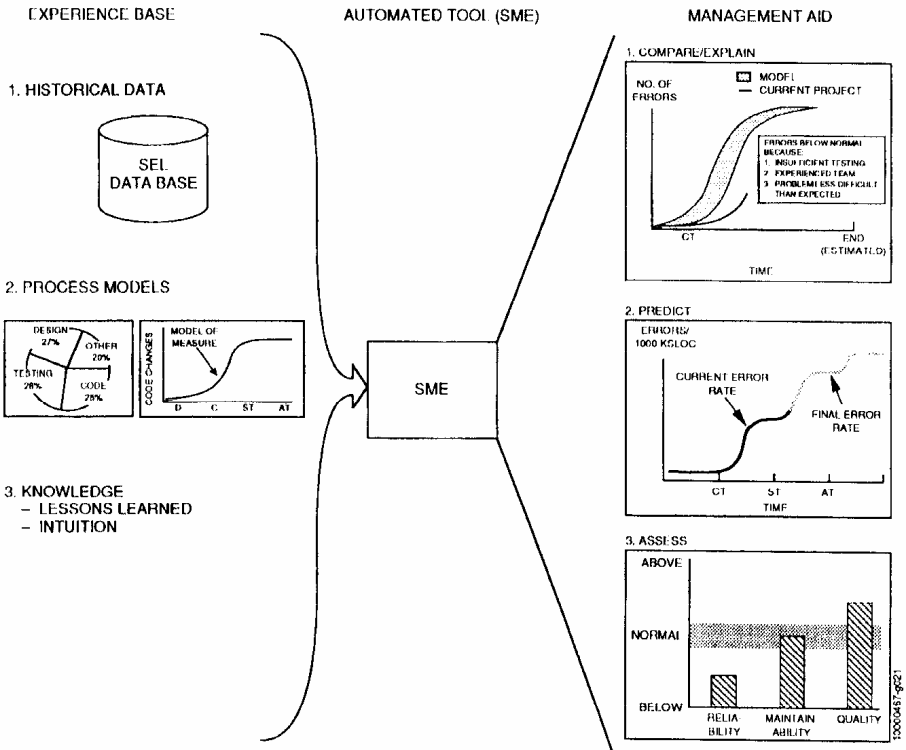 EXPERIENCE BASE
AUTOMATED TOOL (SME)
MANAGEMENT AID
1. HISTORICAL DATA
SEL
DATA BASE
2. PROCESS MODELS
DESIGN
27%
OTHER
20%
TESTING
28%
CODE
25%
CODE CHANGES
MODEL OF
MEASURE
D C ST AT
3. KNOWLEDGE
– LESSONS LEARNED
– INTUITION
SME
1. COMPARE/EXPLAIN
NO. OF
ERRORS
MODEL
CURRENT PROJECT
ERRORS BELOW NORMAL
BECAUSE:
1. INSUFFICIENT TESTING
2. EXPERIENCED TEAM
3. PROBLEM LESS DIFFICULT
THAN EXPECTED
CT
END
(ESTIMATED)
TIME
2. PREDICT
ERRORS/
1000 KSLOC
CURRENT ERROR
RATE
FINAL ERROR
RATE
CT ST AT
TIME
3. ASSESS
ABOVE
NORMAL
BELOW
RELIA-
BILITY
MAINTAIN
ABILITY
QUALITY